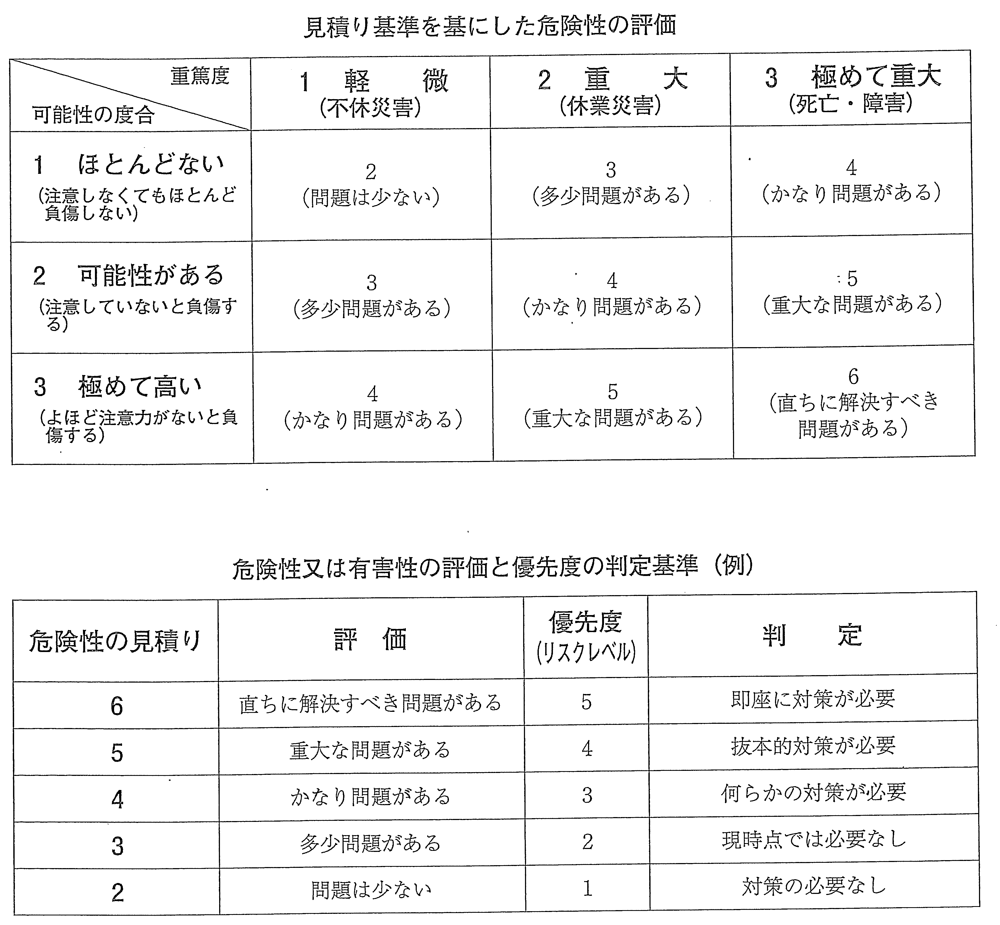 見積り基準を基にした危険性の評価
重篤度
可能性の度合
1 軽 微
(不休災害)
2 重 大
(休業災害)
3 極めて重大
(死亡・障害)
1 ほとんどない
(注意しなくてもほとんど
負傷しない)
2
(問題は少ない)
3
(多少問題がある)
4
(かなり問題がある)
2 可能性がある
(注意していないと負傷す
る)
3
(多少問題がある)
4
(かなり問題がある)
5
(重大な問題がある)
3 極めて高い
(よほど注意力がないと負
傷する)
4
(かなり問題がある)
5
(重大な問題がある)
6
(直ちに解決すべき
問題がある)
危険性又は有害性の評価と優先度の判定基準(例)
危険性の見積り
評 価
優先度
(リスクレベル)
判 定
6
直ちに解決すべき問題がある
5
即座に対策が必要
5
重大な問題がある
4
抜本的対策が必要
4
かなり問題がある
3
何らかの対策が必要
3
多少問題がある
2
現時点では必要なし
2
問題は少ない
1
対策の必要なし